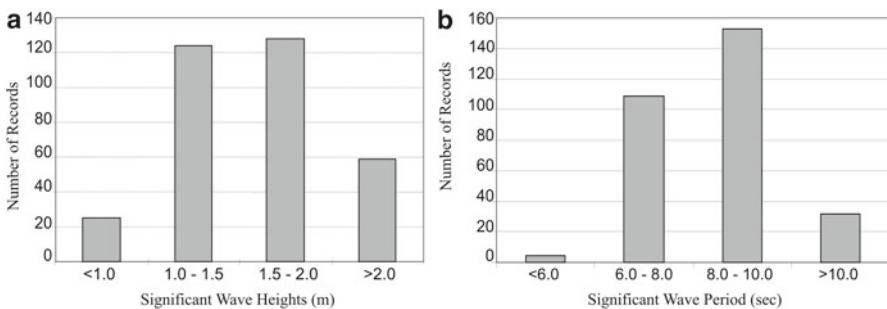 a
140
120
100
80
60
40
20
0
Number of Records
<1.0 1.0 - 1.5 1.5 - 2.0 >2.0
Significant Wave Heights (m)
b
160
140
120
100
80
60
40
20
0
Number of Records
<6.0 6.0 - 8.0 8.0 - 10.0 >10.0
Significant Wave Period (sec)